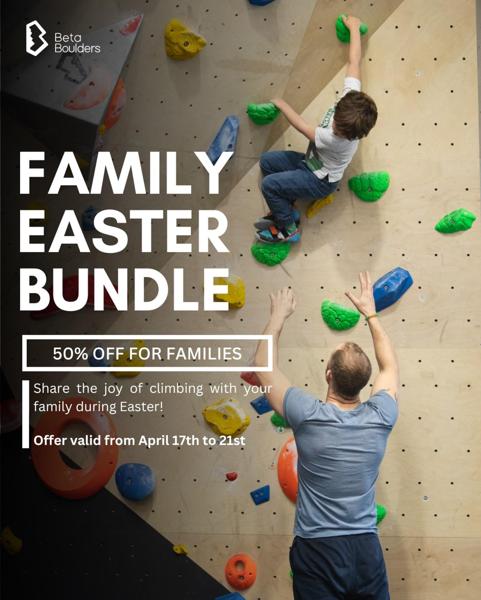 Beta
Boulders
FAMILY
EASTER
BUNDLE
50% OFF FOR FAMILIES
Share the joy of climbing with your
family during Easter!
Offer valid from April 17th to 21st